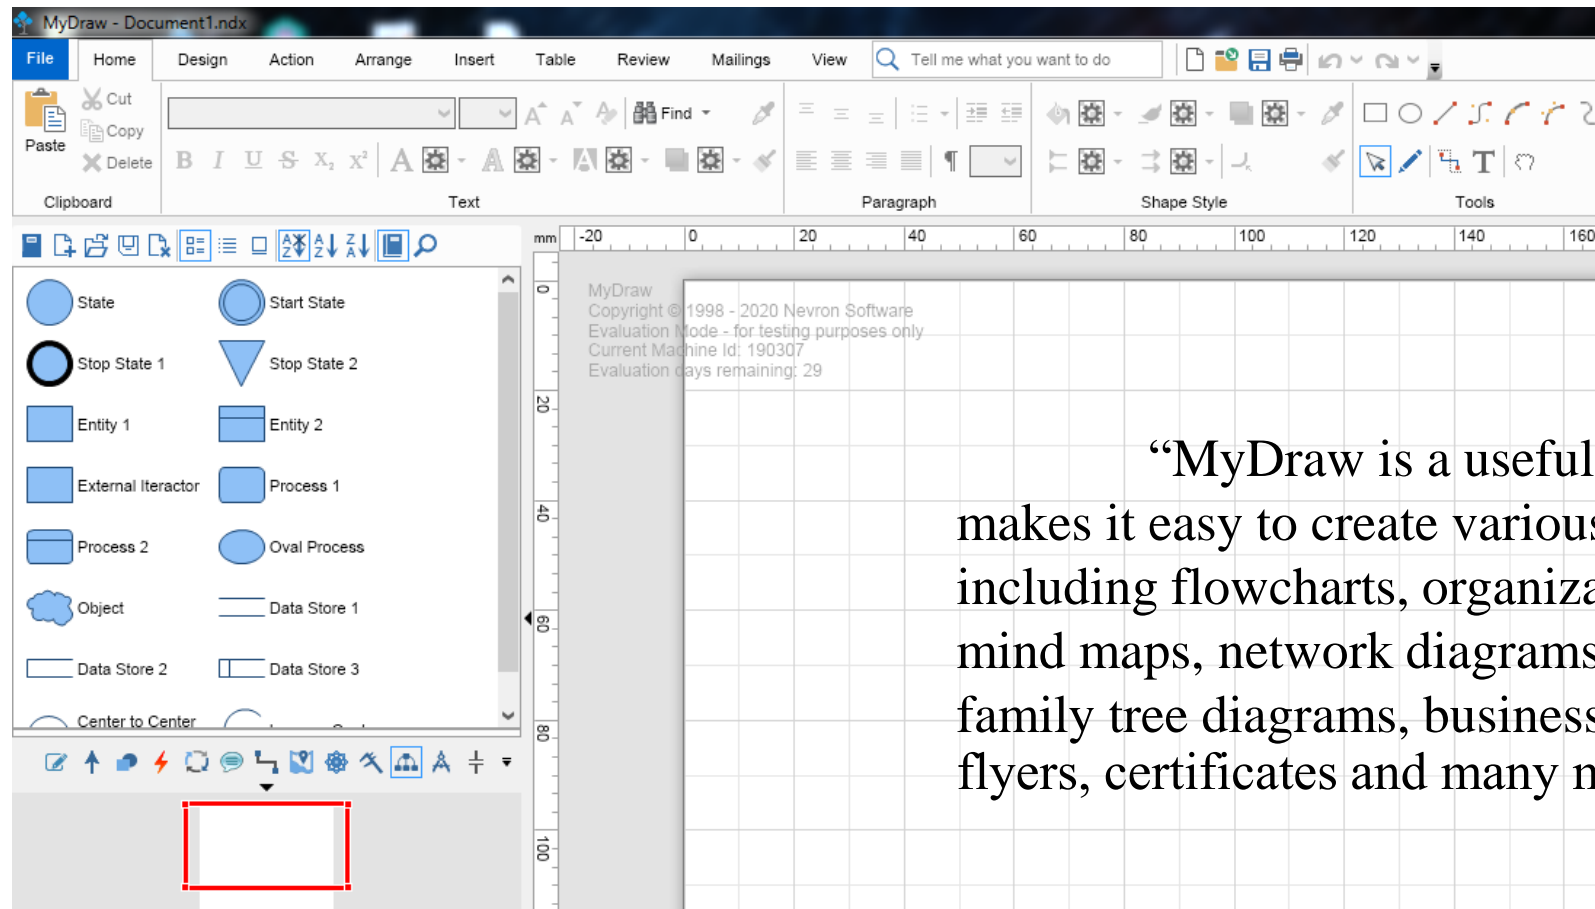 MyDraw - Document1.ndx
File Home Design Action Arrange Insert Table Review Mailings View Tell me what you want to do
Cut
Copy
Paste
Delete
Find
B I U S X₂ X² A A A
Clipboard Text Paragraph Shape Style Tools
mm -20 0 20 40 60 80 100 120 140 160
State Start State
Stop State 1 Stop State 2
Entity 1 Entity 2
External Iteractor Process 1
Process 2 Oval Process
Object Data Store 1
Data Store 2 Data Store 3
Center to Center
0
20
40
60
80
100
MyDraw
Copyright © 1998 - 2020 Nevron Software
Evaluation Mode - for testing purposes only
Current Machine Id: 190307
Evaluation days remaining: 29
“MyDraw is a useful
makes it easy to create various
including flowcharts, organiza
mind maps, network diagrams
family tree diagrams, business
flyers, certificates and many